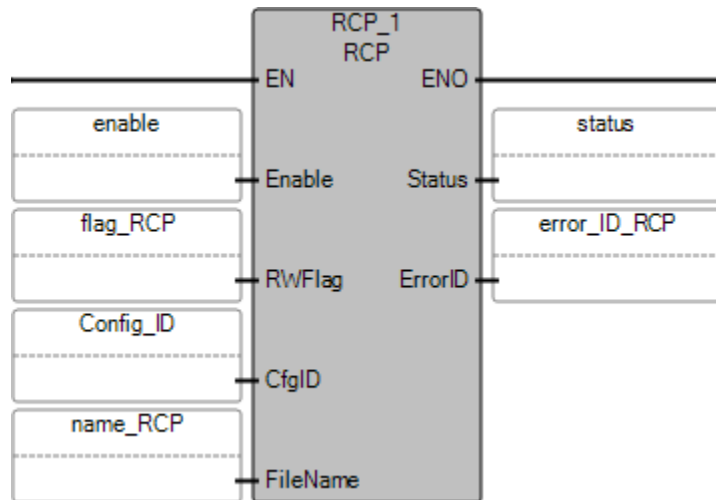 RCP_1
RCP
EN ENO
enable status
Enable Status
flag_RCP error_ID_RCP
RWFlag ErrorID
Config_ID
CfgID
name_RCP
FileName